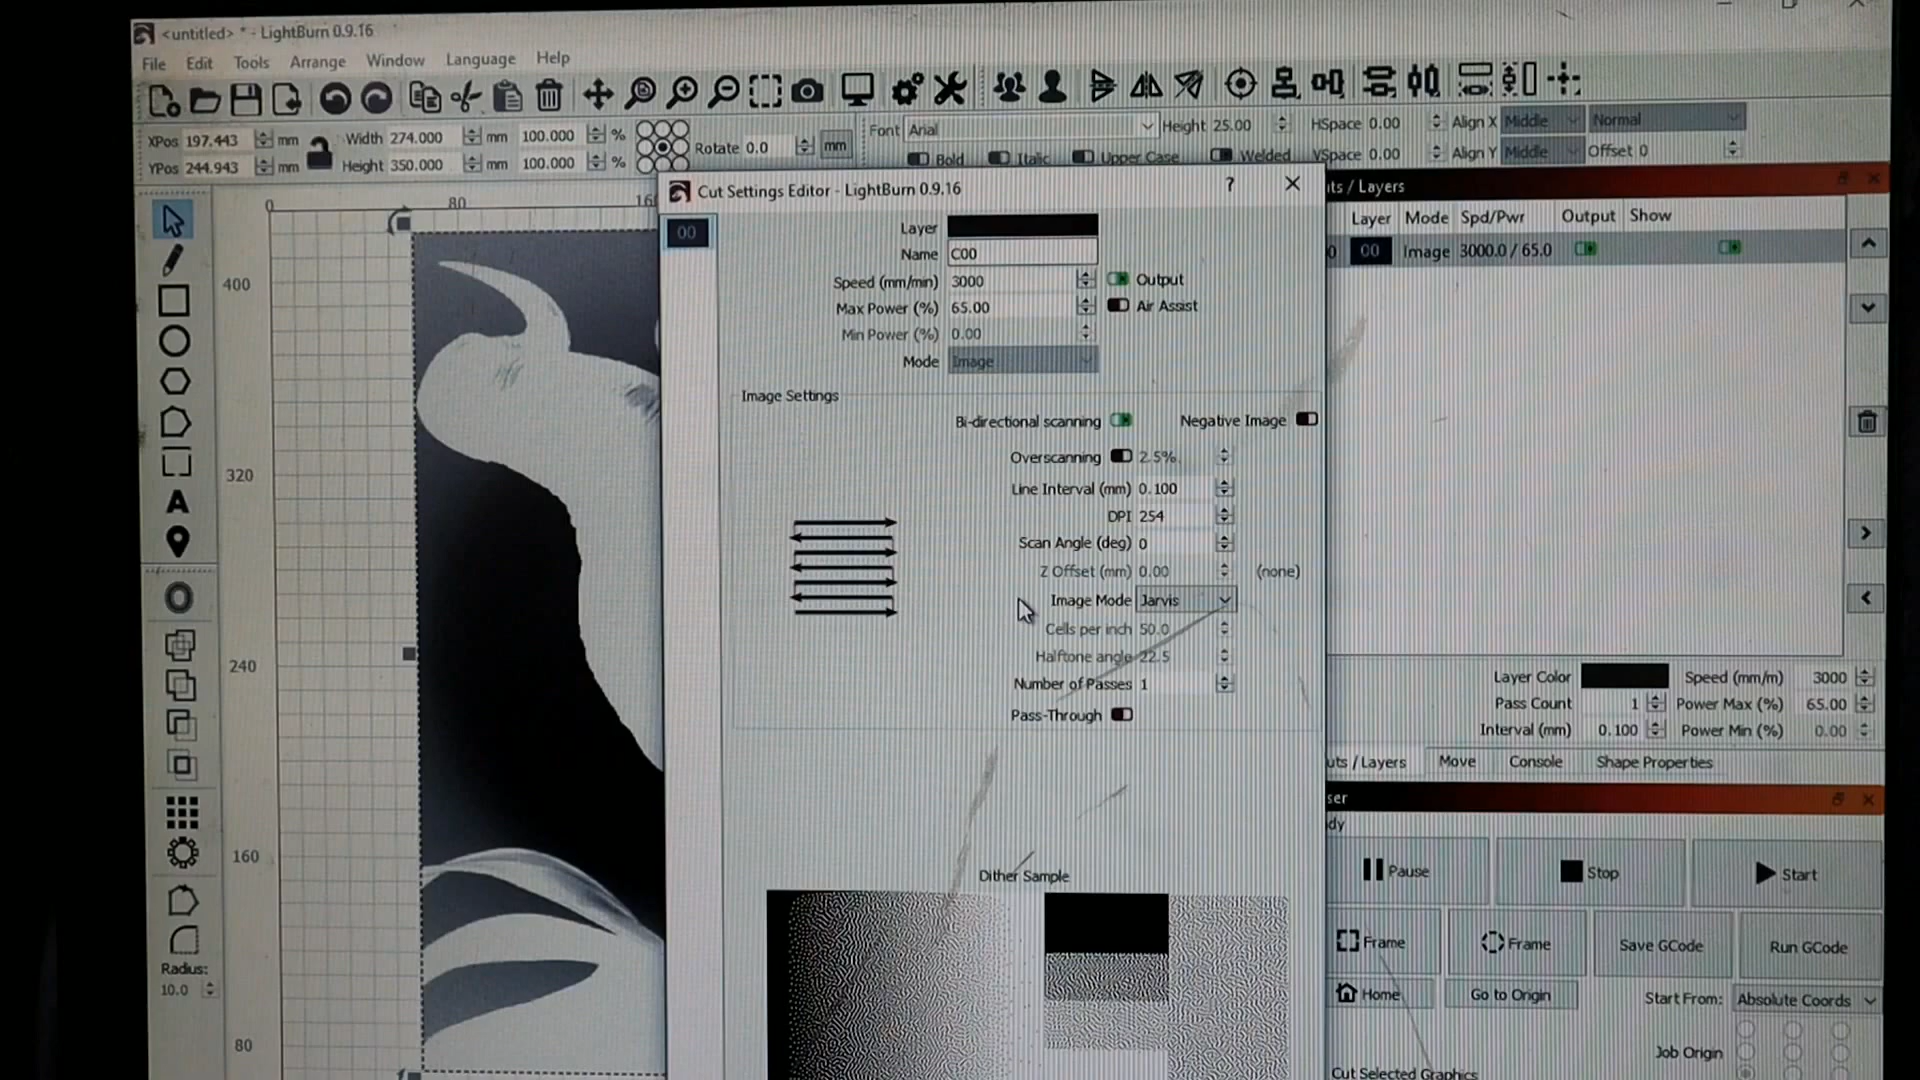 <untitled> * - LightBurn 0.9.16
File Edit Tools Arrange Window Language Help
XPos 197.443 mm Width 274.000 mm 100.000 % Rotate 0.0 mm Font Arial Height 25.00 HSpace 0.00 Align X Middle Normal
YPos 244.943 mm Height 350.000 mm 100.000 % Bold Italic Upper Case Welded VSpace 0.00 Align Y Middle Offset 0
0 80 16
400
320
240
160
80
Radius:
10.0
Cut Settings Editor - LightBurn 0.9.16 ?
00
Layer
Name C00
Speed (mm/min) 3000 Output
Max Power (%) 65.00 Air Assist
Min Power (%) 0.00
Mode Image
Image Settings
Bi-directional scanning Negative Image
Overscanning 2.5%
Line Interval (mm) 0.100
DPI 254
Scan Angle (deg) 0
Z Offset (mm) 0.00 (none)
Image Mode Jarvis
Cells per inch 50.0
Halftone angle 22.5
Number of Passes 1
Pass-Through
Dither Sample
ts / Layers
Layer Mode Spd/Pwr Output Show
00 Image 3000.0 / 65.0
Layer Color Speed (mm/m) 3000
Pass Count 1 Power Max (%) 65.00
Interval (mm) 0.100 Power Min (%) 0.00
uts / Layers Move Console Shape Properties
ser
dy
Pause Stop Start
Frame Frame Save GCode Run GCode
Home Go to Origin Start From: Absolute Coords
Job Origin
Cut Selected Graphics